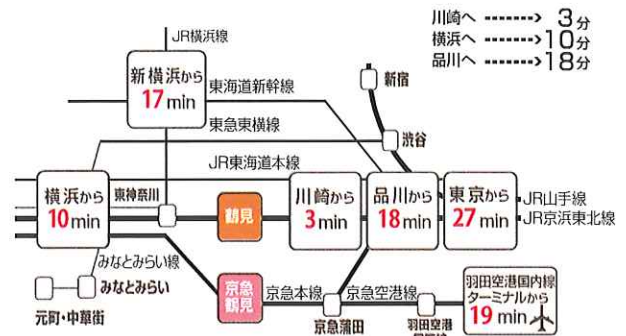 川崎へ -------› 3分
横浜へ -------›10分
品川へ -------›18分
JR横浜線
新横浜から
17min
東海道新幹線
新宿
東急東横線
渋谷
JR東海道本線
横浜から
10min
東神奈川
鶴見
川崎から
3min
品川から
18min
東京から
27min
JR山手線
JR京浜東北線
みなとみらい線
みなとみらい
元町・中華街
京急
鶴見
京急本線
京急蒲田
京急空港線
羽田空港
羽田空港国内線
ターミナルから
19min